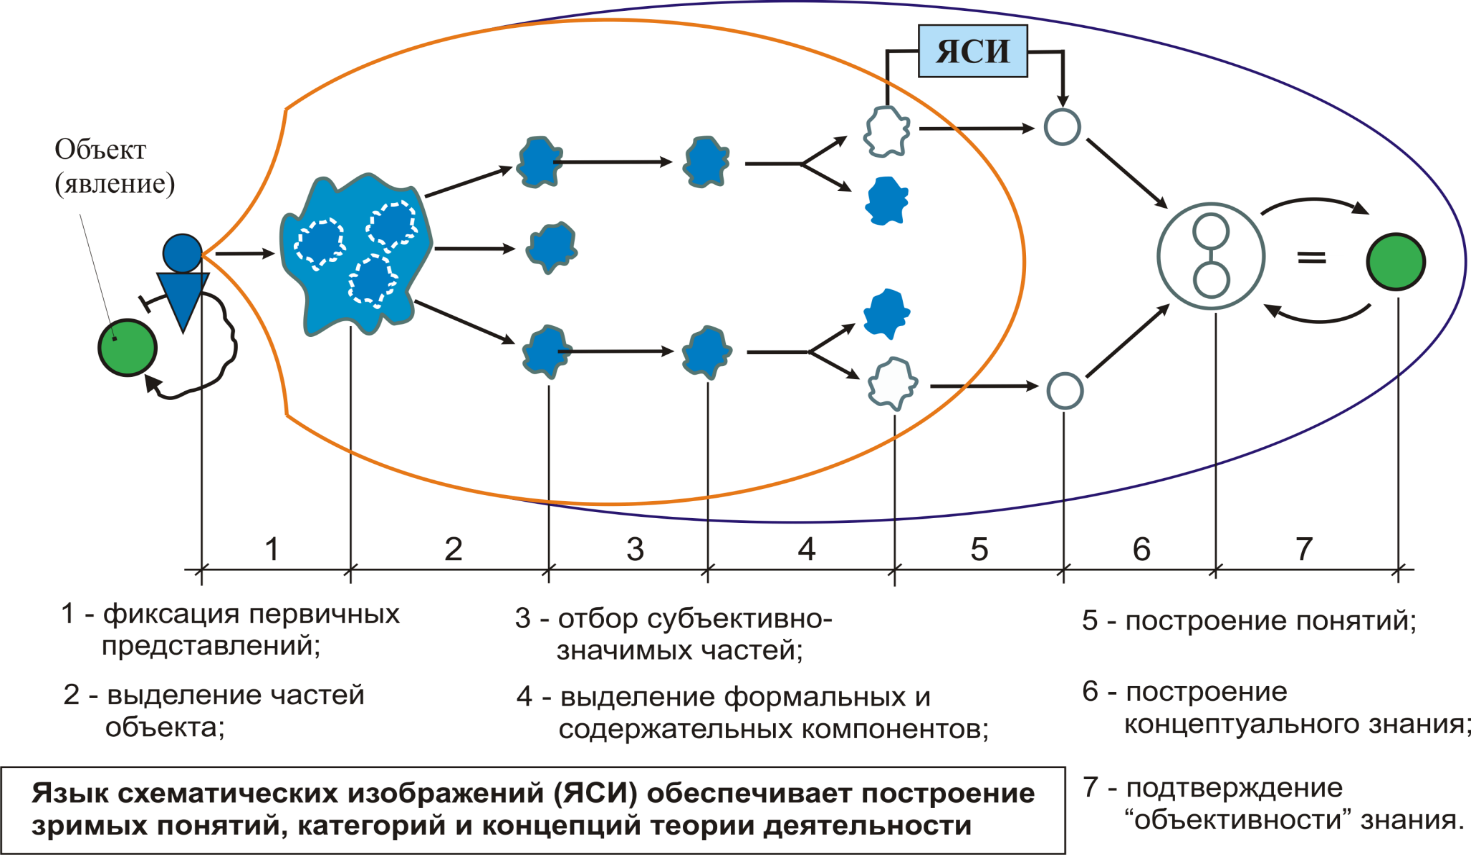 ЯСИ
Объект
(явление)
=
1 2 3 4 5 6 7
1 - фиксация первичных
представлений;
2 - выделение частей
объекта;
3 - отбор субъективно-
значимых частей;
4 - выделение формальных и
содержательных компонентов;
5 - построение понятий;
6 - построение
концептуального знания;
7 - подтверждение
“объективности” знания.
Язык схематических изображений (ЯСИ) обеспечивает построение
зримых понятий, категорий и концепций теории деятельности